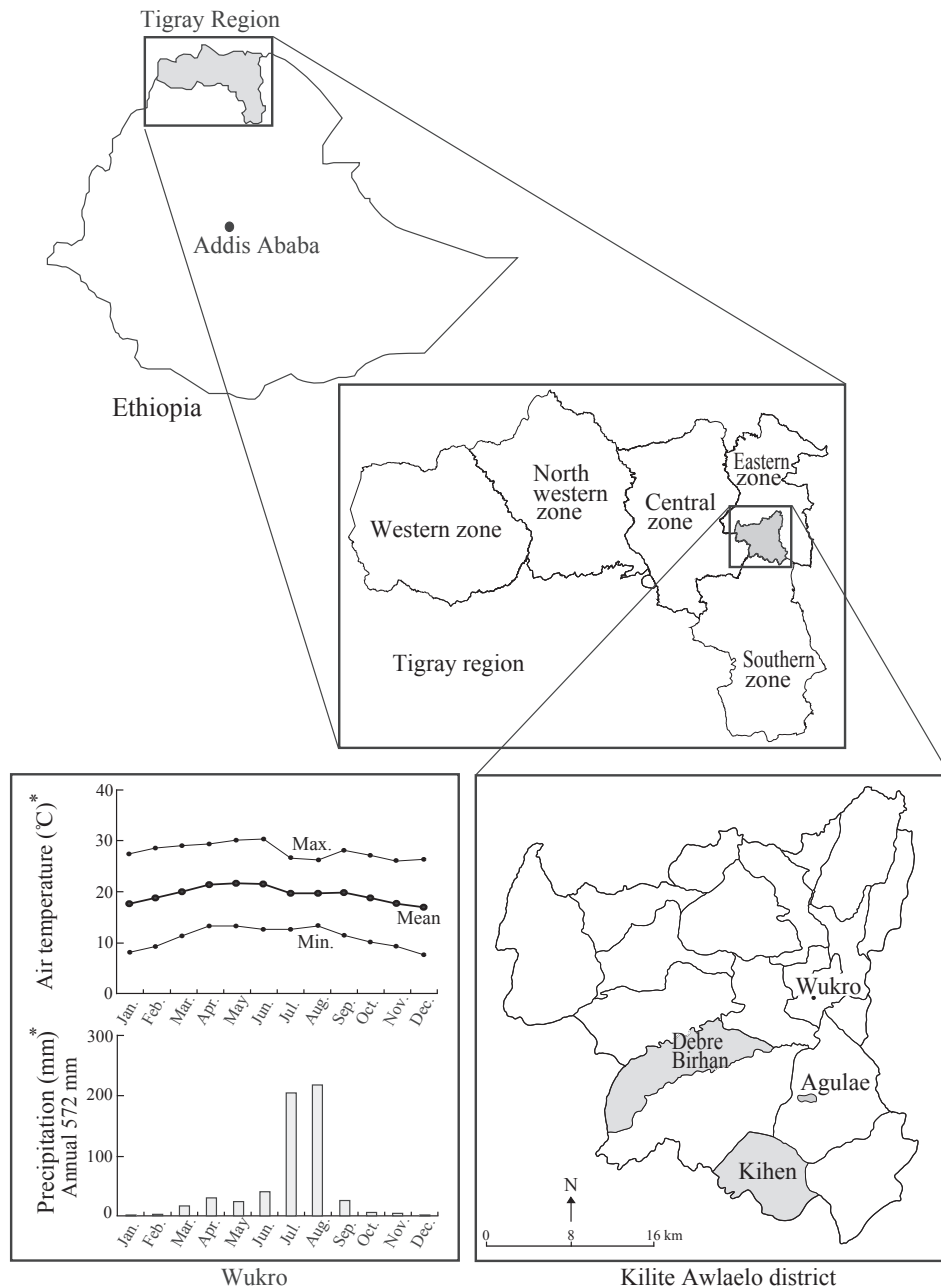 Tigray Region
Addis Ababa
Ethiopia
Western zone
North
western
zone
Central
zone
Eastern
zone
Southern
zone
Tigray region
Air temperature (℃)*
40
30
20
10
0
Max.
Mean
Min.
Jan.
Feb.
Mar.
Apr.
May
Jun.
Jul.
Aug.
Sep.
Oct.
Nov.
Dec.
Precipitation (mm)*
Annual 572 mm
300
200
100
0
Jan.
Feb.
Mar.
Apr.
May
Jun.
Jul.
Aug.
Sep.
Oct.
Nov.
Dec.
Wukro
Wukro
Debre
Birhan
Agulae
Kihen
N
0 8 16 km
Kilite Awlaelo district